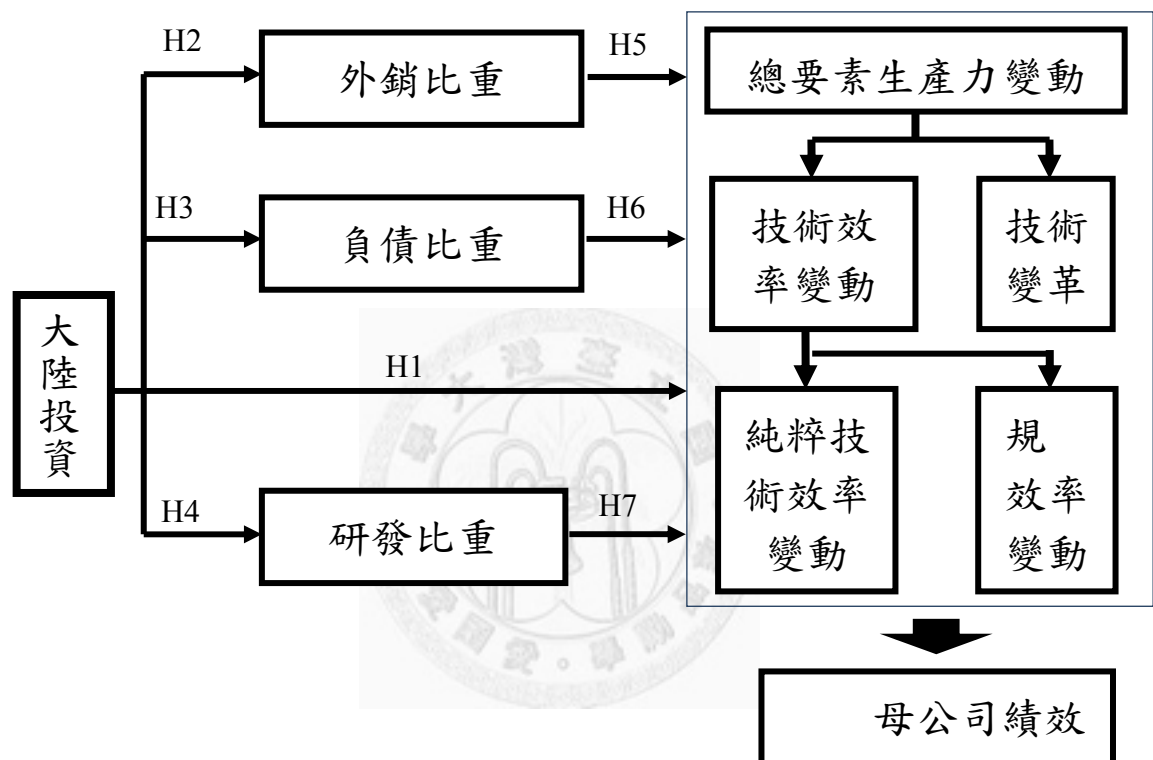 H2
外銷比重
H5
總要素生產力變動
H3
負債比重
H6
技術效
率變動
技術
變革
大
陸
投
資
H1
純粹技
術效率
變動
規
效率
變動
H4
研發比重
H7
母公司績效